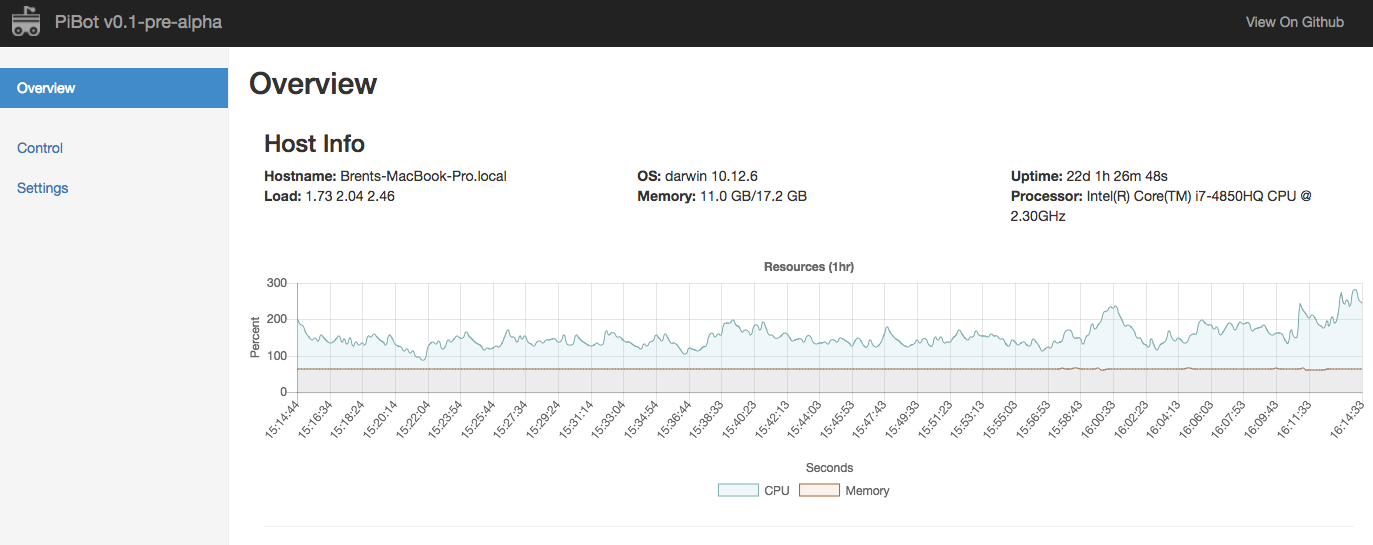 PiBot v0.1-pre-alpha
View On Github
Overview
Control
Settings
Overview
Host Info
Hostname: Brents-MacBook-Pro.local
Load: 1.73 2.04 2.46
OS: darwin 10.12.6
Memory: 11.0 GB/17.2 GB
Uptime: 22d 1h 26m 48s
Processor: Intel(R) Core(TM) i7-4850HQ CPU @
2.30GHz
Resources (1hr)
Percent
300
200
100
0
15:14:44
15:16:34
15:18:24
15:20:14
15:22:04
15:23:54
15:25:44
15:27:34
15:29:24
15:31:14
15:33:04
15:34:54
15:36:44
15:38:33
15:40:23
15:42:13
15:44:03
15:45:53
15:47:43
15:49:33
15:51:23
15:53:13
15:55:03
15:56:53
15:58:43
16:00:33
16:02:23
16:04:13
16:06:03
16:07:53
16:09:43
16:11:33
16:14:33
Seconds
CPU
Memory